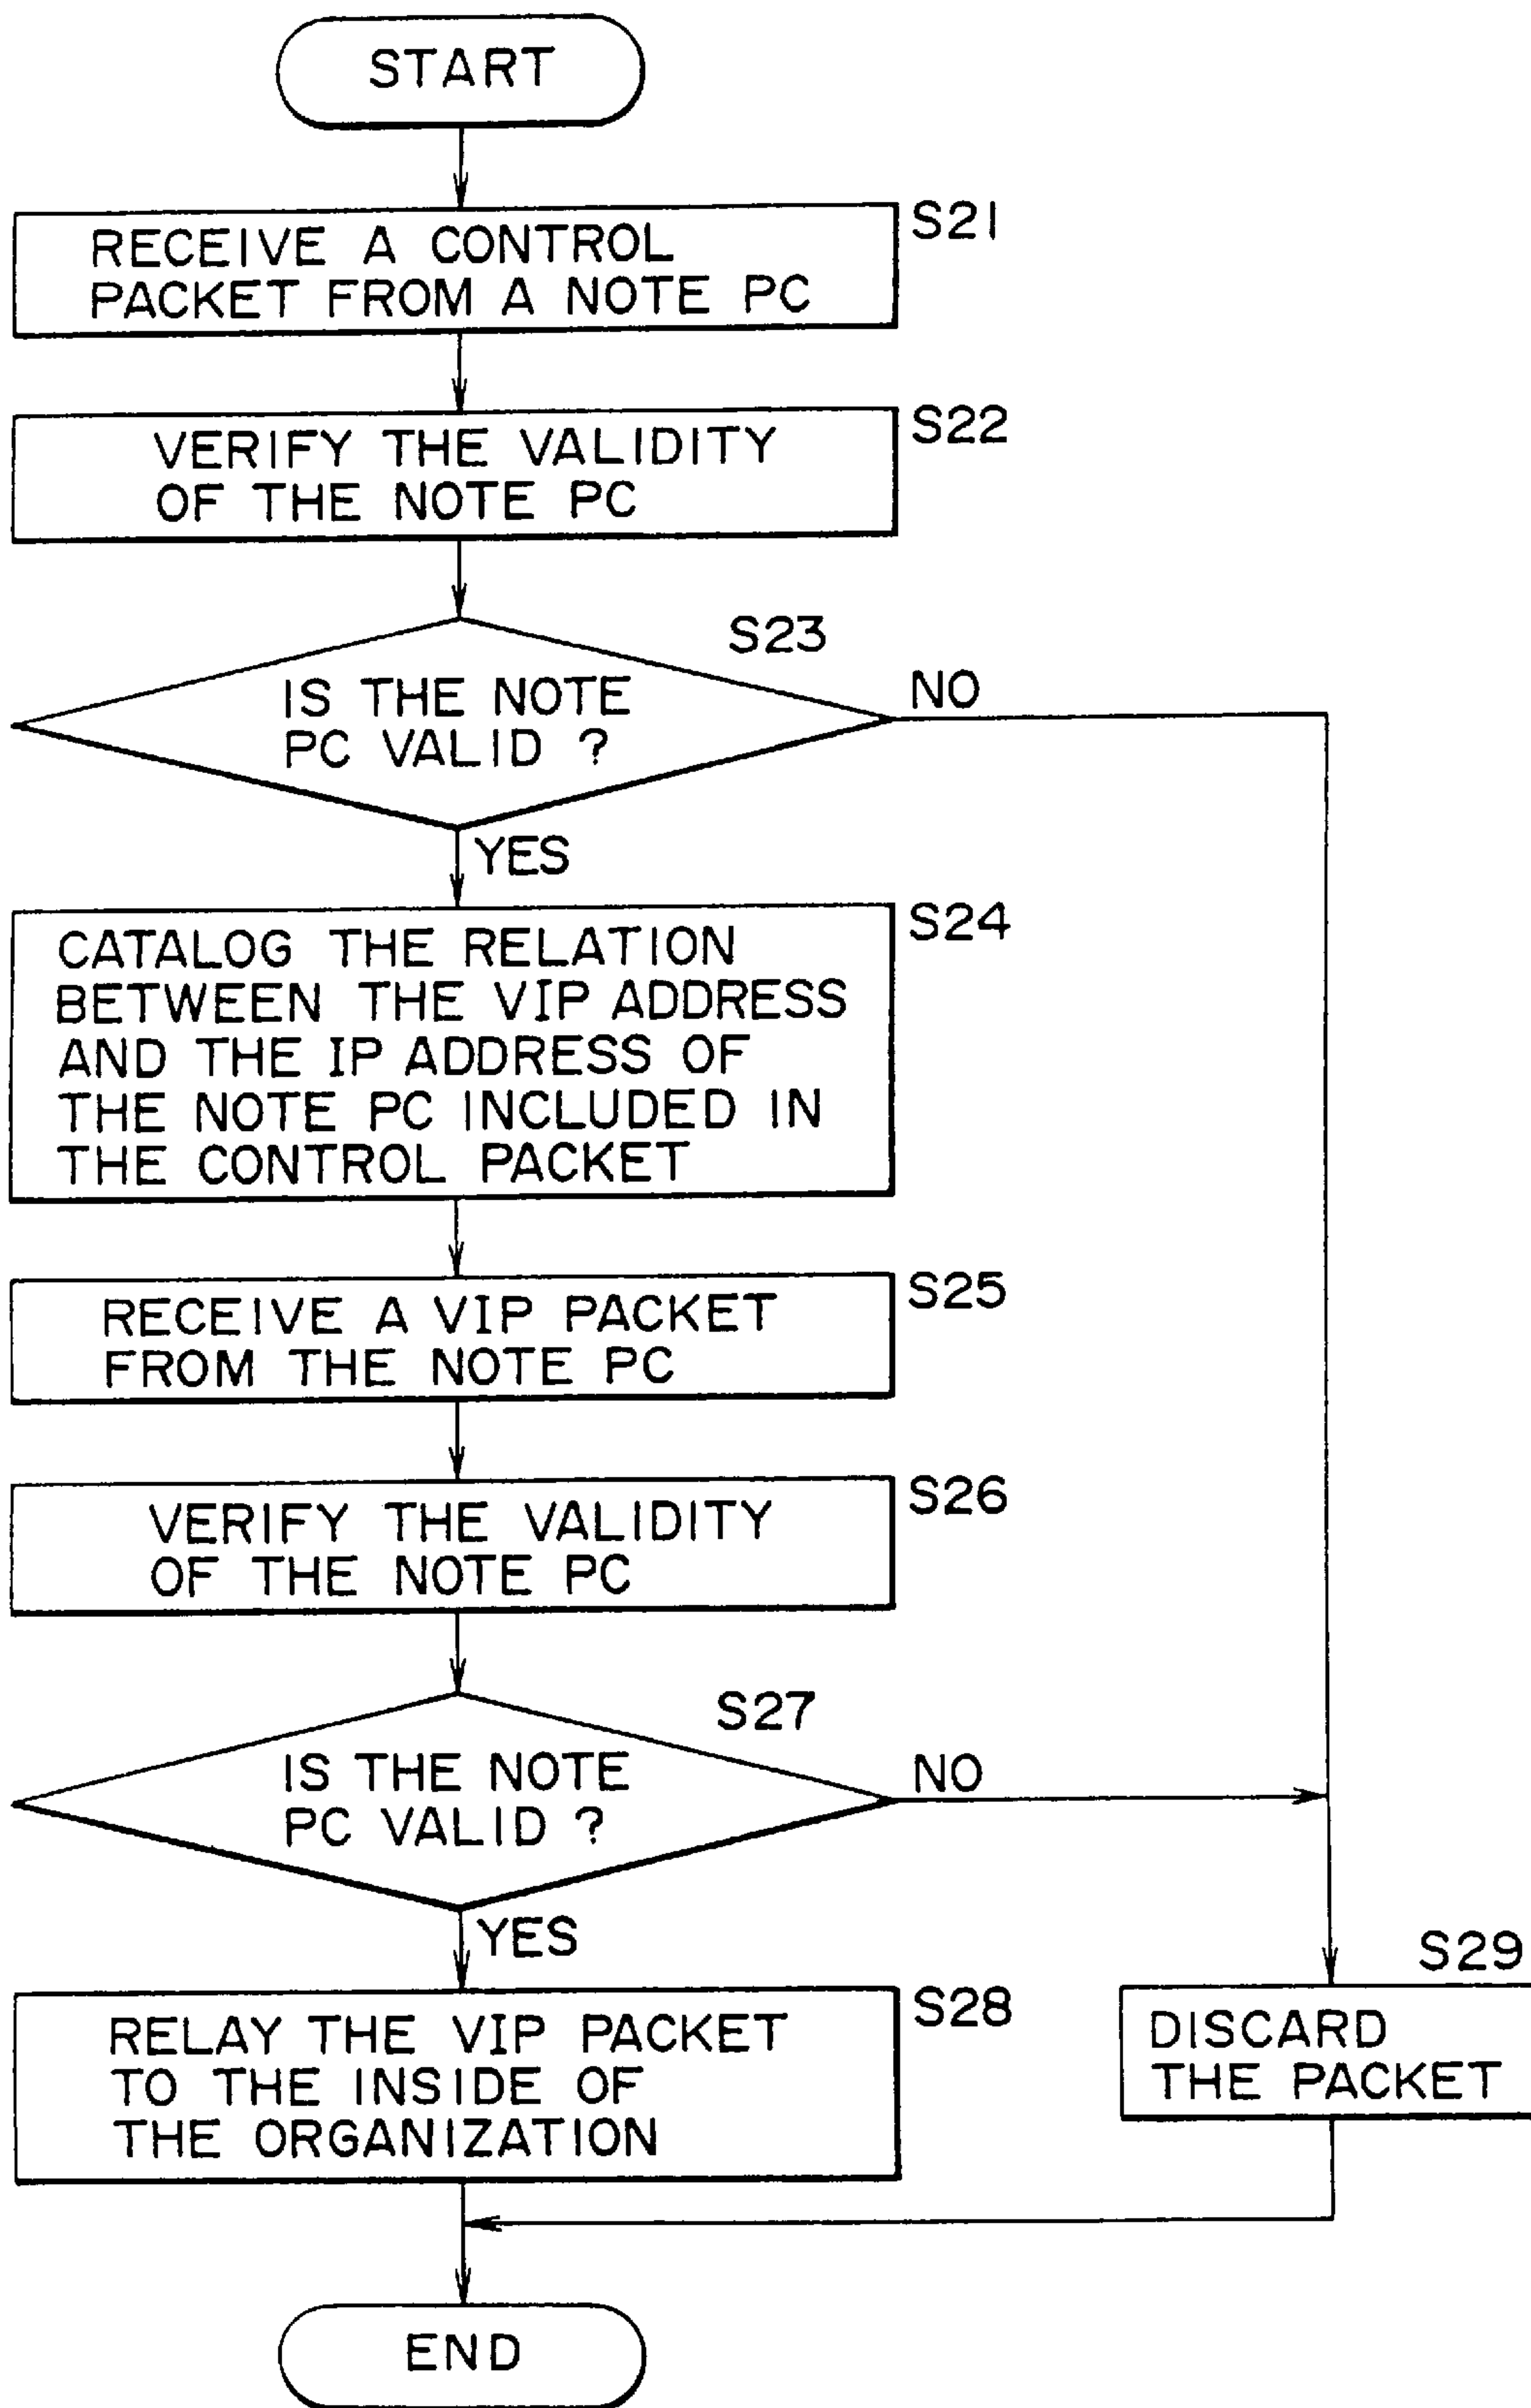 START
S21
RECEIVE A CONTROL
PACKET FROM A NOTE PC
S22
VERIFY THE VALIDITY
OF THE NOTE PC
S23
IS THE NOTE
PC VALID ?
NO
YES
S24
CATALOG THE RELATION
BETWEEN THE VIP ADDRESS
AND THE IP ADDRESS OF
THE NOTE PC INCLUDED IN
THE CONTROL PACKET
S25
RECEIVE A VIP PACKET
FROM THE NOTE PC
S26
VERIFY THE VALIDITY
OF THE NOTE PC
S27
IS THE NOTE
PC VALID ?
NO
YES
S28
RELAY THE VIP PACKET
TO THE INSIDE OF
THE ORGANIZATION
S29
DISCARD
THE PACKET
END